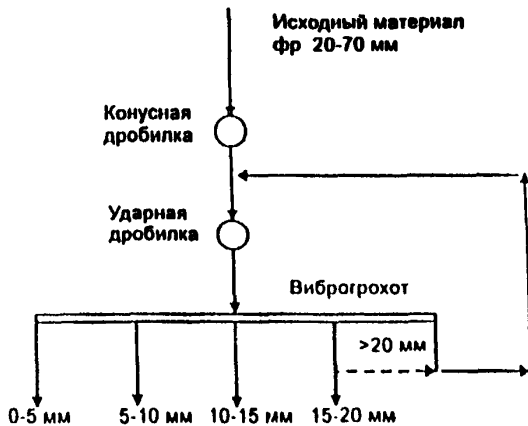 Исходный материал
фр 20-70 мм
Конусная
дробилка
Ударная
дробилка
Виброгрохот
>20 мм
0-5 мм
5-10 мм
10-15 мм
15-20 мм